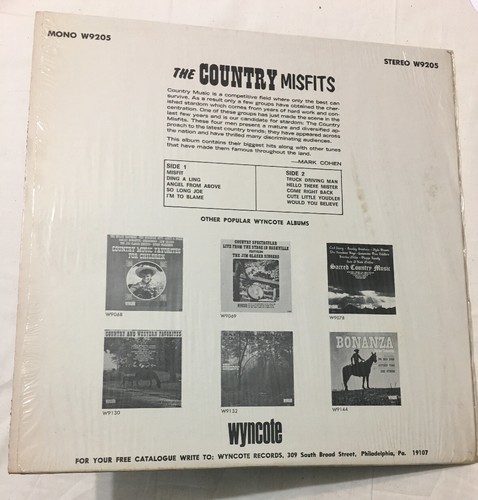 MONO W9205
STEREO W9205
THE COUNTRY MISFITS
Country Music is a competitive field where only the best can
survive. As a result only a few groups have obtained the cher-
ished stardom which comes from years of hard work and con-
centration. One of these groups has just made the scene in the
last few years and is our candidate for stardom: The Country
Misfits. These four men present a mature and diversified ap-
proach to the latest country trends; they have appeared across
the nation and have thrilled many discriminating audiences.
This album contains their biggest hits along with other tunes
that have made them famous throughout the land.
—MARK COHEN
SIDE 1
MISFIT
DING A LING
ANGEL FROM ABOVE
SO LONG JOE
I'M TO BLAME
SIDE 2
TRUCK DRIVING MAN
HELLO THERE MISTER
COME RIGHT BACK
CUTE LITTLE YOUDLER
WOULD YOU BELIEVE
OTHER POPULAR WYNCOTE ALBUMS
COUNTRY MUSIC FAVORITES
FOR CHILDREN
W9068
COUNTRY SPECTACULAR
LIVE FROM THE STONE IN NASHVILLE
THE JIM GLASER SINGERS
W9069
Sacred Country Music
W9078
COUNTRY AND WESTERN FAVORITES
W9130
W9132
BONANZA
W9144
wyncote
FOR YOUR FREE CATALOGUE WRITE TO: WYNCOTE RECORDS, 309 South Broad Street, Philadelphia, Pa. 19107